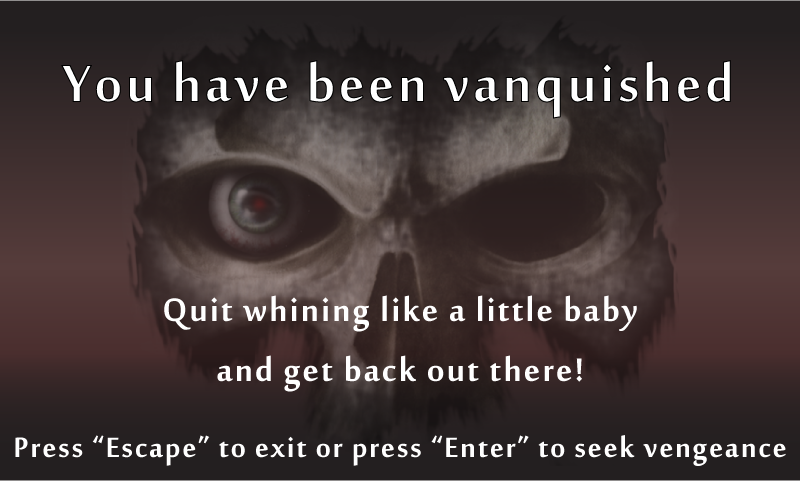 You have been vanquished
Quit whining like a little baby
and get back out there!
Press “Escape” to exit or press “Enter” to seek vengeance